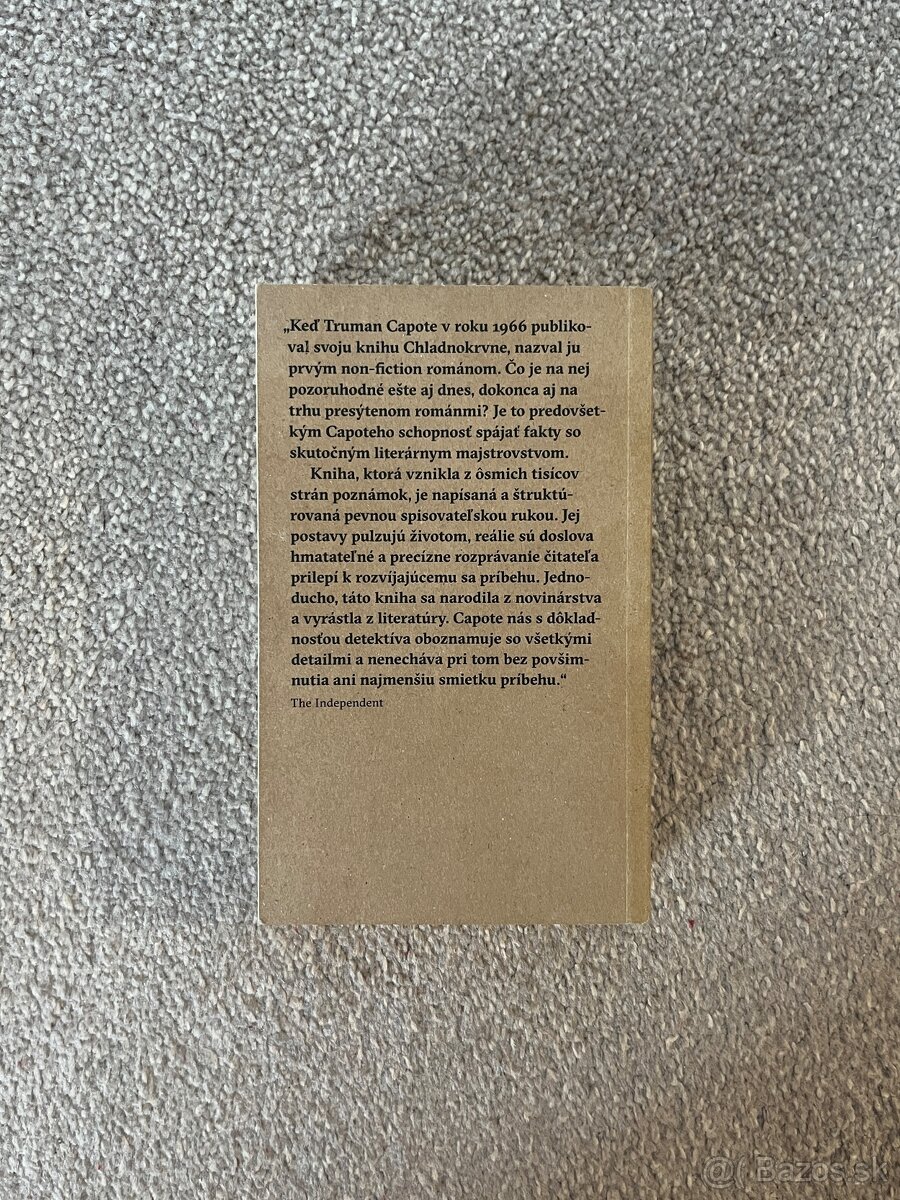 „Keď Truman Capote v roku 1966 publiko-
val svoju knihu Chladnokrvne, nazval ju
prvým non-fiction románom. Čo je na nej
pozoruhodné ešte aj dnes, dokonca aj na
trhu presýtenom románmi? Je to predovšet-
kým Capoteho schopnosť spájať fakty so
skutočným literárnym majstrovstvom.
Kniha, ktorá vznikla z ôsmich tisícov
strán poznámok, je napísaná a štruktú-
rovaná pevnou spisovateľskou rukou. Jej
postavy pulzujú životom, reálie sú doslova
hmatateľné a precízne rozprávanie čitateľa
prilepí k rozvíjajúcemu sa príbehu. Jedno-
ducho, táto kniha sa narodila z novinárstva
a vyrástla z literatúry. Capote nás s dôklad-
nosťou detektíva oboznamuje so všetkými
detailmi a nenecháva pri tom bez povšim-
nutia ani najmenšiu smietku príbehu.“
The Independent
@ Bazos.sk